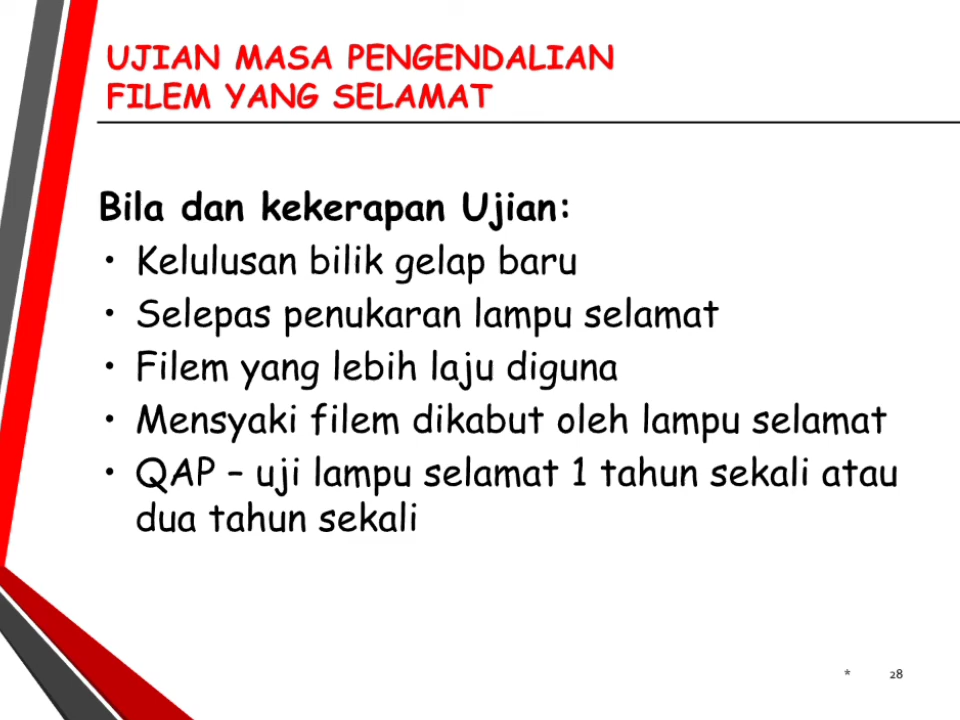 UJIAN MASA PENGENDALIAN
FILEM YANG SELAMAT
Bila dan kekerapan Ujian:
• Kelulusan bilik gelap baru
• Selepas penukaran lampu selamat
• Filem yang lebih laju diguna
• Mensyaki filem dikabut oleh lampu selamat
• QAP – uji lampu selamat 1 tahun sekali atau
dua tahun sekali
* 28